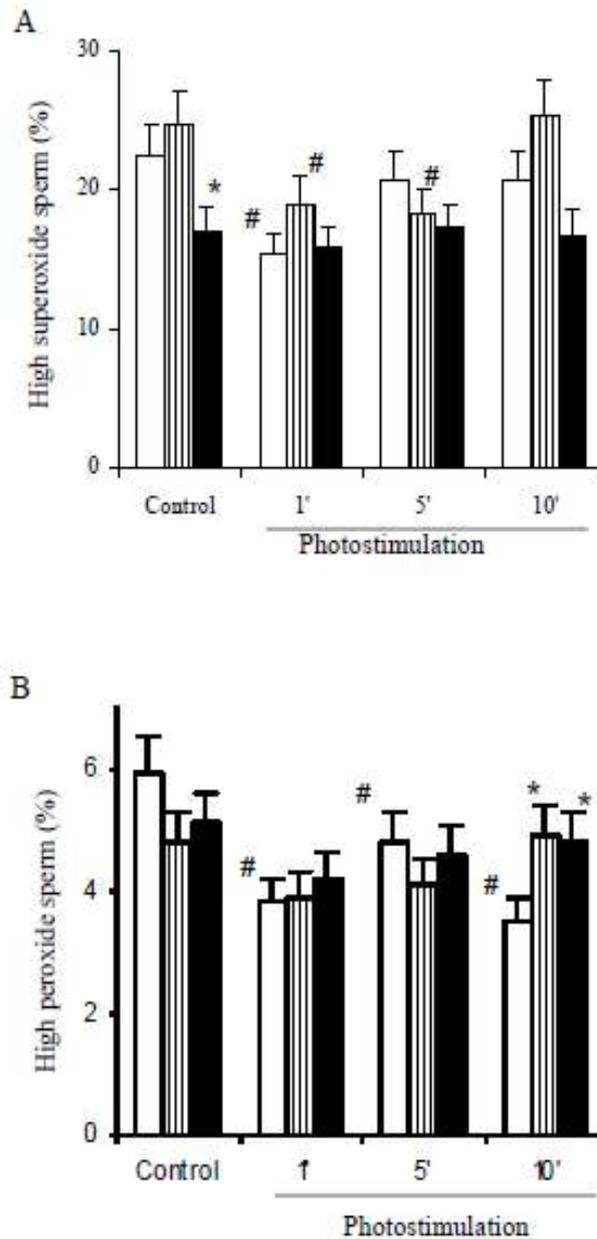 A
High superoxide sperm (%)
30
20
10
0
*
#
#
#
Control 1' 5' 10'
Photostimulation
B
High peroxide sperm (%)
6
4
2
0
#
#
#
*
*
Control 1' 5' 10'
Photostimulation